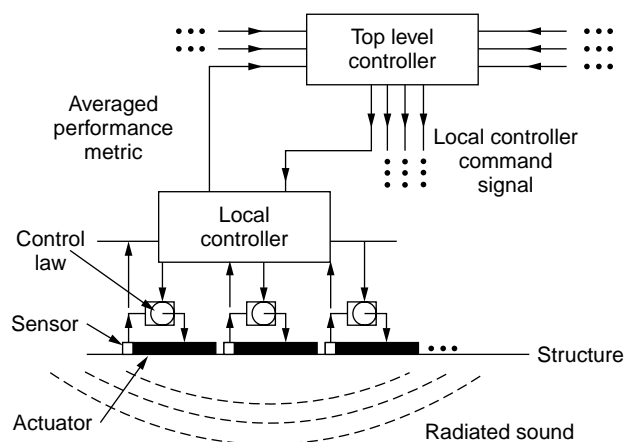 Top level
controller
Averaged
performance
metric
Local controller
command
signal
Local
controller
Control
law
Sensor
Structure
Actuator
Radiated sound